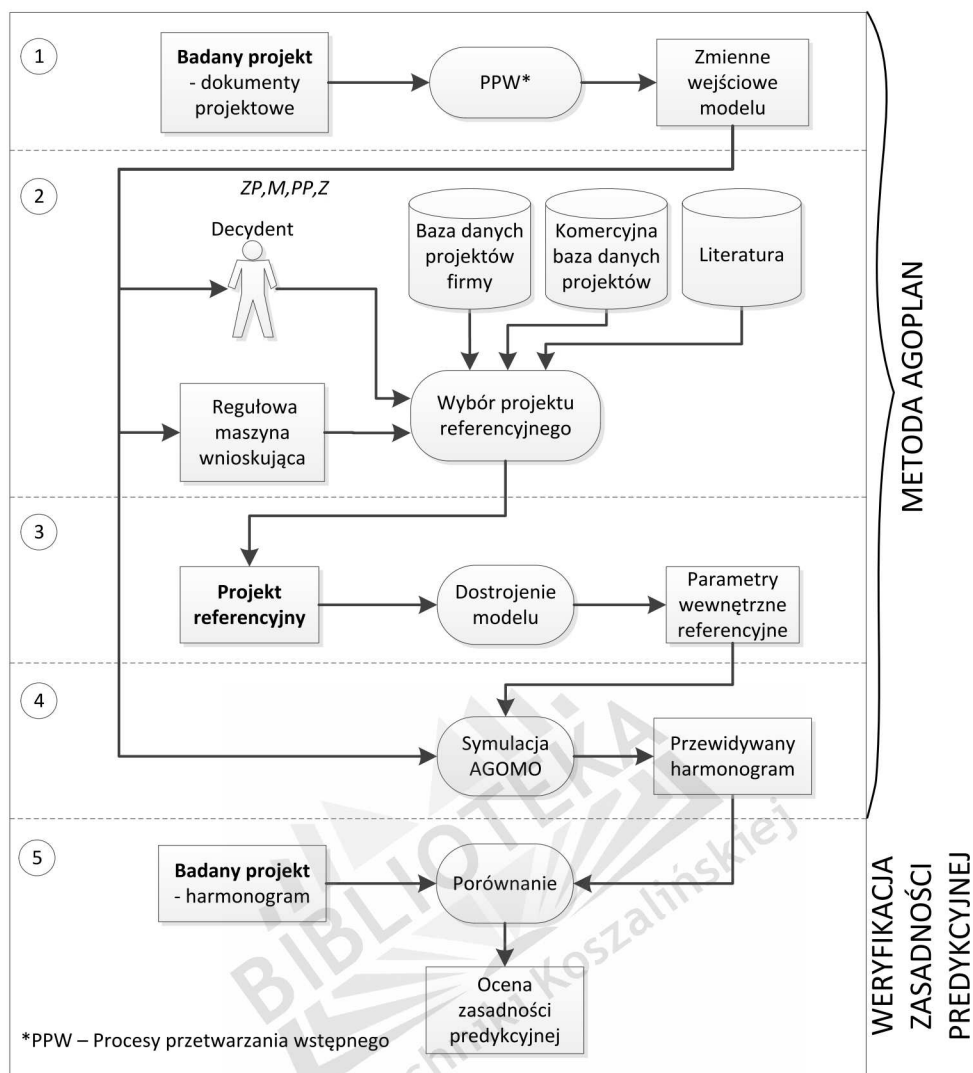 1
Badany projekt
- dokumenty
projektowe
PPW*
Zmienne
wejściowe
modelu
2
ZP,M,PP,Z
Decydent
Baza danych
projektów
firmy
Komercyjna
baza danych
projektów
Literatura
Regułowa
maszyna
wnioskująca
Wybór projektu
referencyjnego
METODA AGOPLAN
3
Projekt
referencyjny
Dostrojenie
modelu
Parametry
wewnętrzne
referencyjne
4
Symulacja
AGOMO
Przewidywany
harmonogram
5
Badany projekt
- harmonogram
Porównanie
Ocena
zasadności
predykcyjnej
WERYFIKACJA
ZASADNOŚCI
PREDYKCYJNEJ
*PPW – Procesy przetwarzania wstępnego
BIBLIOTEKA
Koszalińskiej